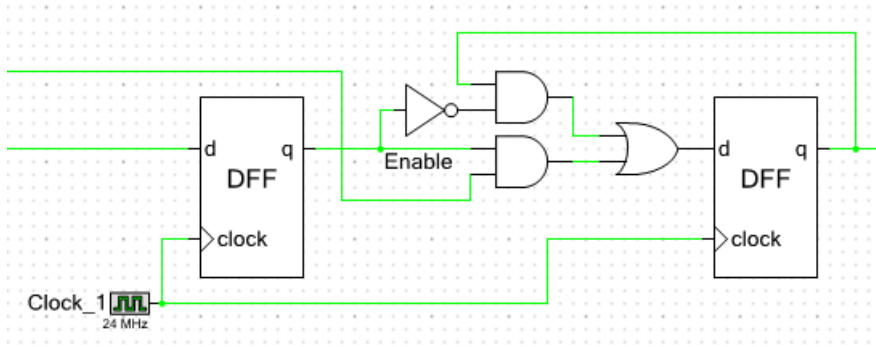 d q
DFF
clock
Enable
d q
DFF
clock
Clock_1
24 MHz